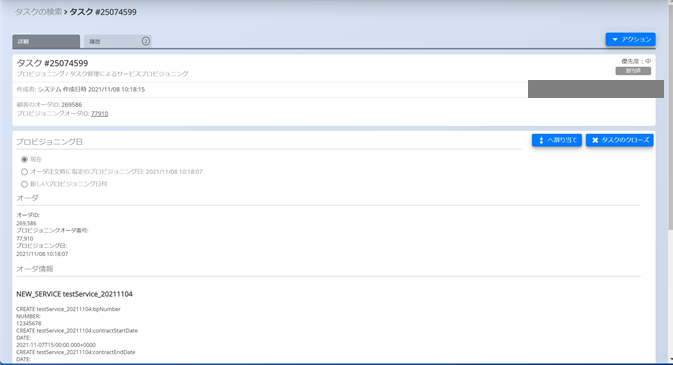 タスクの検索 > タスク #25074599
詳細
履歴 2
アクション
タスク #25074599
優先度：中
プロビジョニング / タスク管理によるサービスプロビジョニング
割当済
作成者: システム 作成日時 2021/11/08 10:18:15
顧客のオーダID: 269586
プロビジョニングオーダID: 77910
プロビジョニング日
へ割り当て
タスクのクローズ
現在
オーダ注文時に指定のプロビジョニング日: 2021/11/08 10:18:07
新しいプロビジョニング日付
オーダ
オーダID:
269,586
プロビジョニングオーダ番号:
77,910
プロビジョニング日:
2021/11/08 10:18:07
オーダ情報
NEW_SERVICE testService_20211104
CREATE testService_20211104:bpNumber
NUMBER:
12345678
CREATE testService_20211104:contractStartDate
DATE:
2021-11-07T15:00:00.000+0000
CREATE testService_20211104:contractEndDate
DATE: